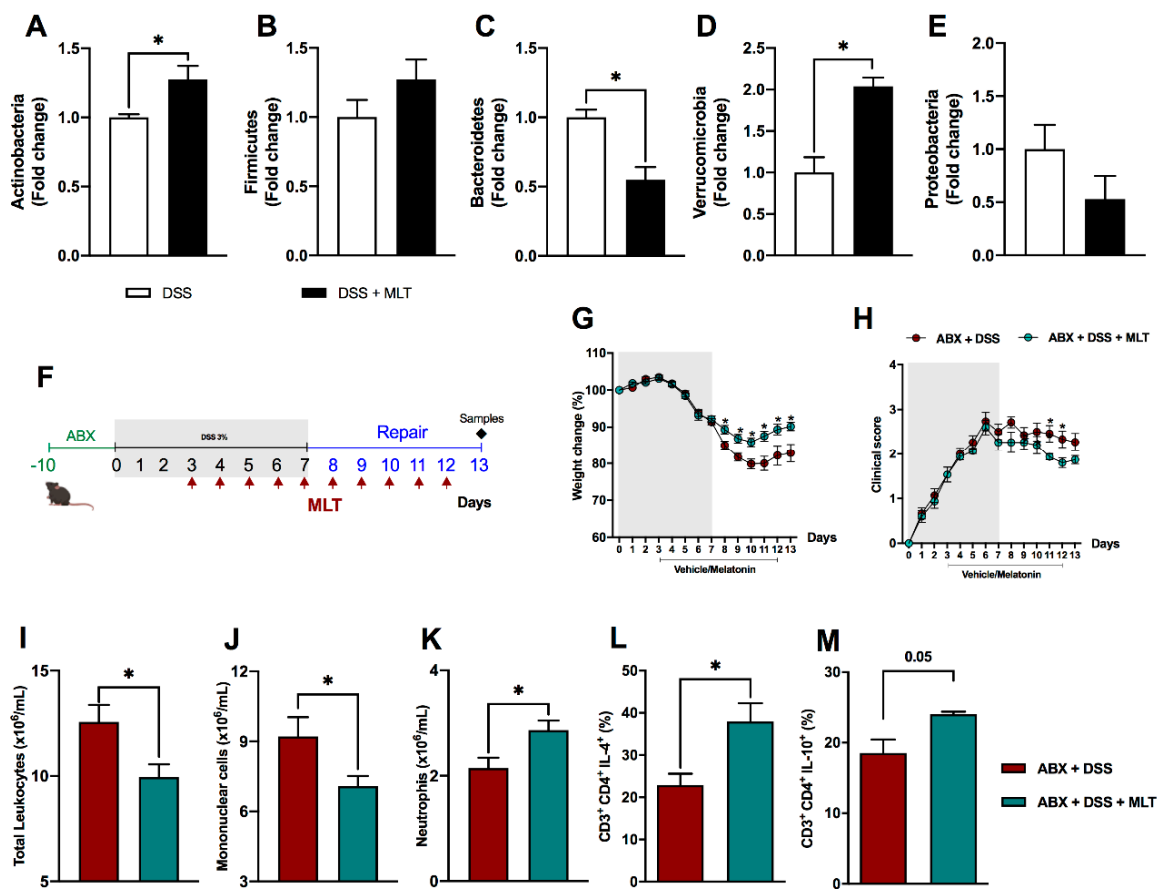 A
B
C
D
E
Actinobacteria
(Fold change)
1.5
1.0
0.5
0.0
*
Firmicutes
(Fold change)
1.5
1.0
0.5
0.0
Bacteroidetes
(Fold change)
1.5
1.0
0.5
0.0
*
Verrucomicrobia
(Fold change)
2.5
2.0
1.5
1.0
0.5
0.0
*
Proteobacteria
(Fold change)
2.0
1.5
1.0
0.5
0.0
DSS
DSS + MLT
F
ABX
DSS 3%
Repair
Samples
-10
0 1 2 3 4 5 6 7 8 9 10 11 12 13
MLT
Days
G
Weight change (%)
110
100
90
80
70
60
* * * * * *
0 1 2 3 4 5 6 7 8 9 10 11 12 13
Days
Vehicle/Melatonin
H
ABX + DSS
ABX + DSS + MLT
Clinical score
4
3
2
1
0
* *
0 1 2 3 4 5 6 7 8 9 10 11 12 13
Days
Vehicle/Melatonin
I
Total Leukocytes (x10⁶/mL)
15
10
5
*
J
Mononuclear cells (x10⁶/mL)
12
9
6
3
*
K
Neutrophis (x10⁶/mL)
4
2
0
*
L
CD3⁺ CD4⁺ IL-4⁺ (%)
50
40
30
20
10
0
*
M
CD3⁺ CD4⁺ IL-10⁺ (%)
30
20
10
0
0.05
ABX + DSS
ABX + DSS + MLT